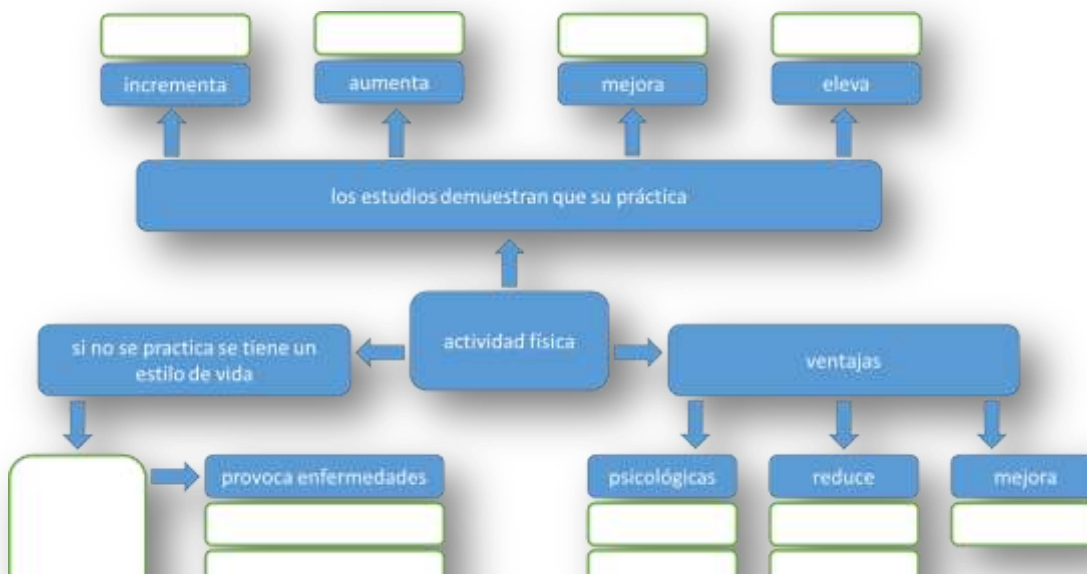 incrementa
aumenta
mejora
eleva
los estudios demuestran que su práctica
actividad física
si no se practica se tiene un
estilo de vida
ventajas
provoca enfermedades
psicológicas
reduce
mejora